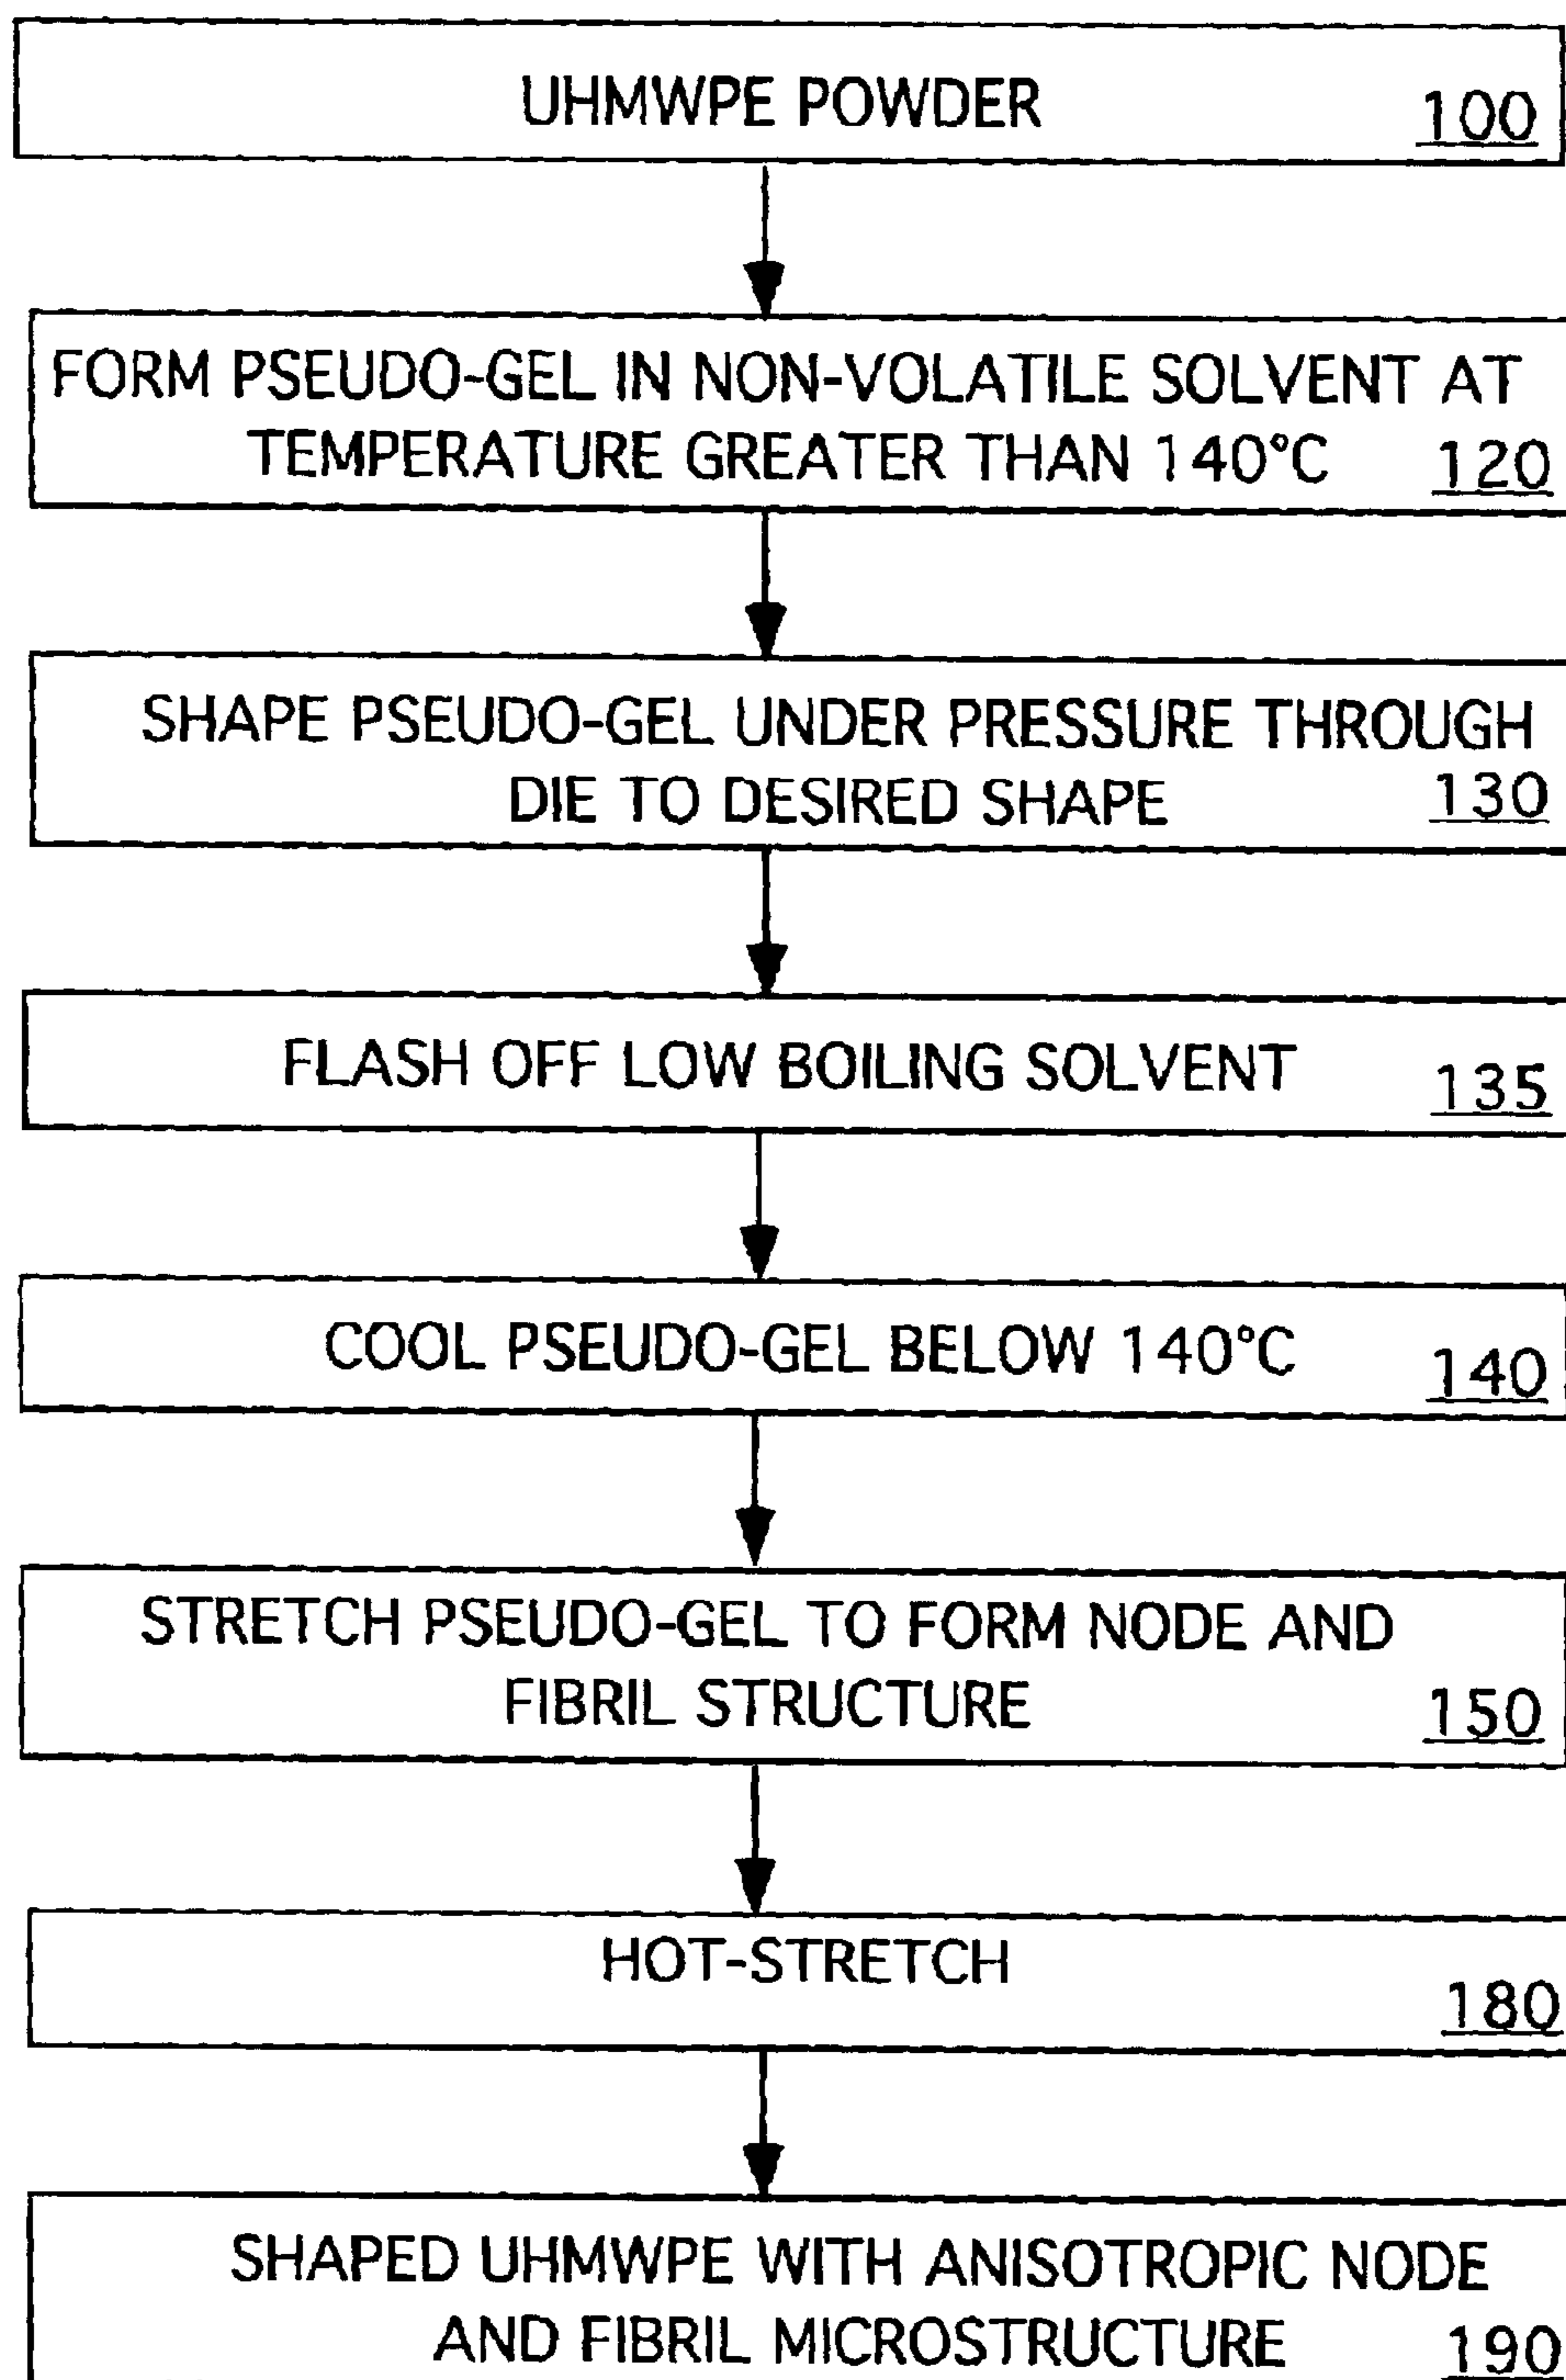 UHMWPE POWDER
100
FORM PSEUDO-GEL IN NON-VOLATILE SOLVENT AT
TEMPERATURE GREATER THAN 140°C
120
SHAPE PSEUDO-GEL UNDER PRESSURE THROUGH
DIE TO DESIRED SHAPE
130
FLASH OFF LOW BOILING SOLVENT
135
COOL PSEUDO-GEL BELOW 140°C
140
STRETCH PSEUDO-GEL TO FORM NODE AND
FIBRIL STRUCTURE
150
HOT-STRETCH
180
SHAPED UHMWPE WITH ANISOTROPIC NODE
AND FIBRIL MICROSTRUCTURE
190